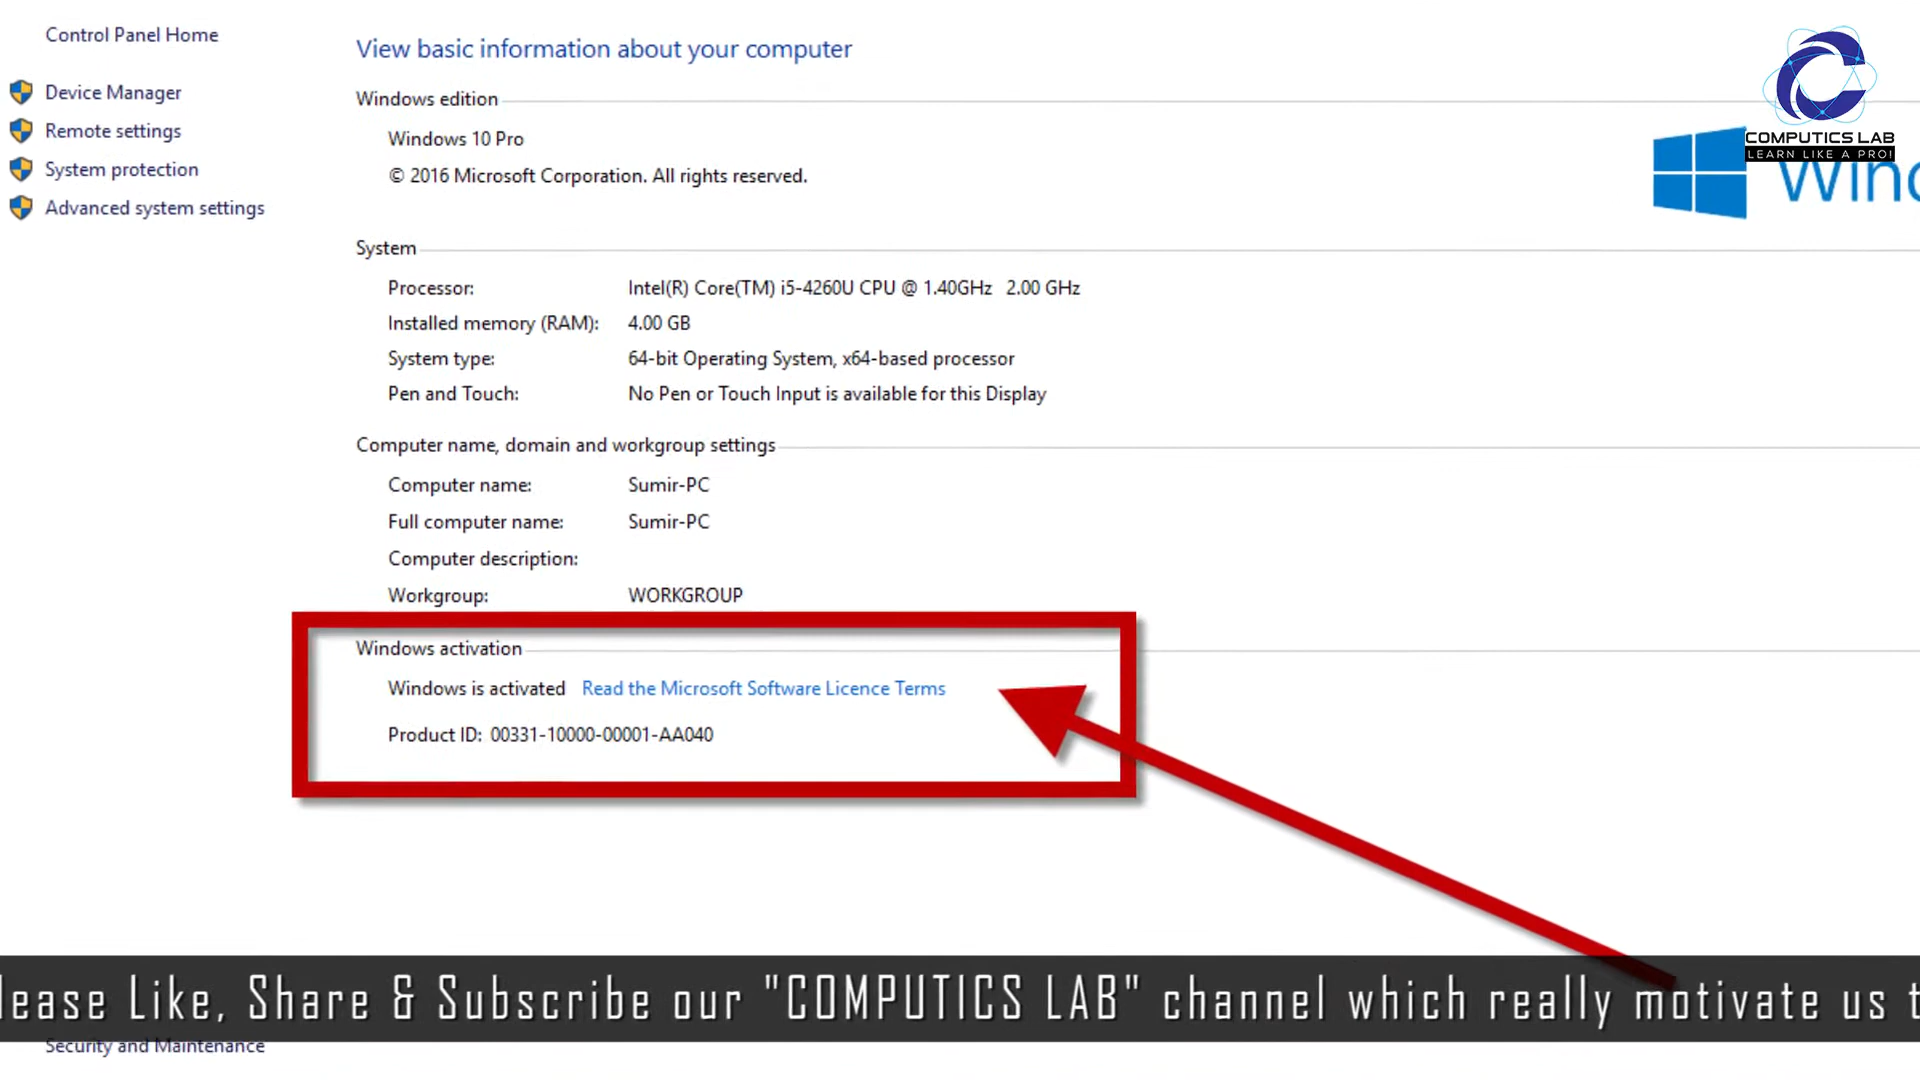 Control Panel Home
Device Manager
Remote settings
System protection
Advanced system settings
View basic information about your computer
Windows edition
Windows 10 Pro
© 2016 Microsoft Corporation. All rights reserved.
COMPUTICS LAB
LEARN LIKE A PRO!
System
Processor: Intel(R) Core(TM) i5-4260U CPU @ 1.40GHz 2.00 GHz
Installed memory (RAM): 4.00 GB
System type: 64-bit Operating System, x64-based processor
Pen and Touch: No Pen or Touch Input is available for this Display
Computer name, domain and workgroup settings
Computer name: Sumir-PC
Full computer name: Sumir-PC
Computer description:
Workgroup: WORKGROUP
Windows activation
Windows is activated Read the Microsoft Software Licence Terms
Product ID: 00331-10000-00001-AA040
lease Like, Share & Subscribe our "COMPUTICS LAB" channel which really motivate us
Security and Maintenance